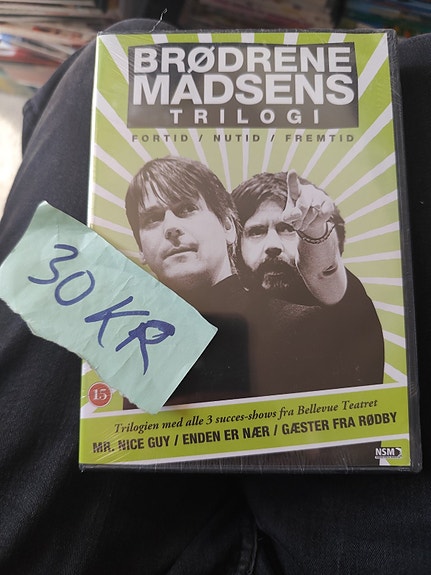 BRØDRENE
MADSENS
TRILOGI
FORTID / NUTID / FREMTID
30 KR
15
Trilogien med alle 3 succes-shows fra Bellevue Teatret
MR. NICE GUY / ENDEN ER NÆR / GÆSTER FRA RØDBY
NSM